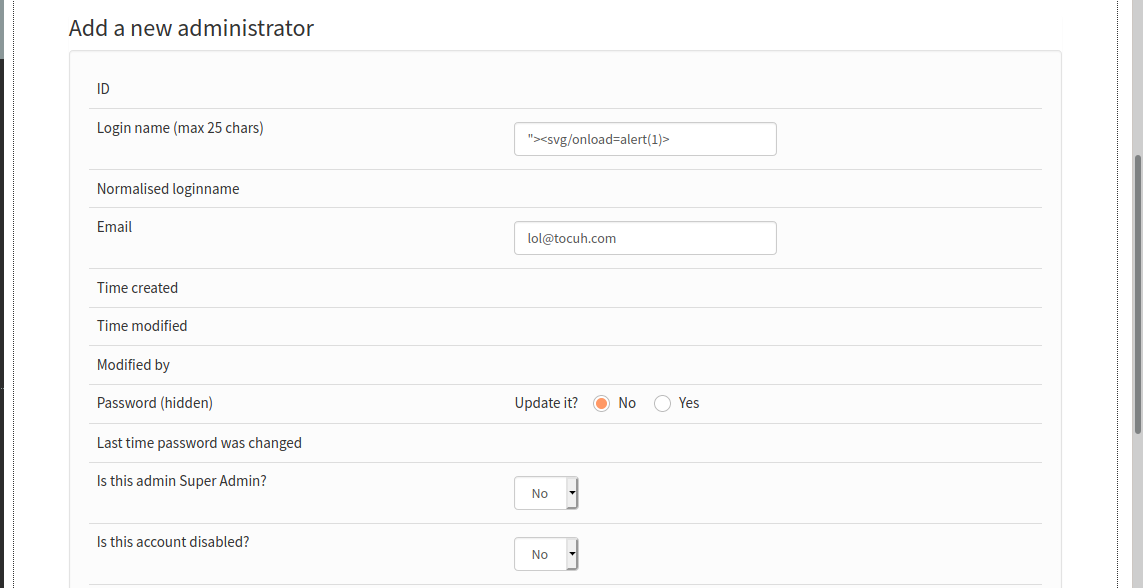 Add a new administrator
ID
Login name (max 25 chars)
"><svg/onload=alert(1)>
Normalised loginname
Email
lol@tocuh.com
Time created
Time modified
Modified by
Password (hidden) Update it? No Yes
Last time password was changed
Is this admin Super Admin?
No
Is this account disabled?
No